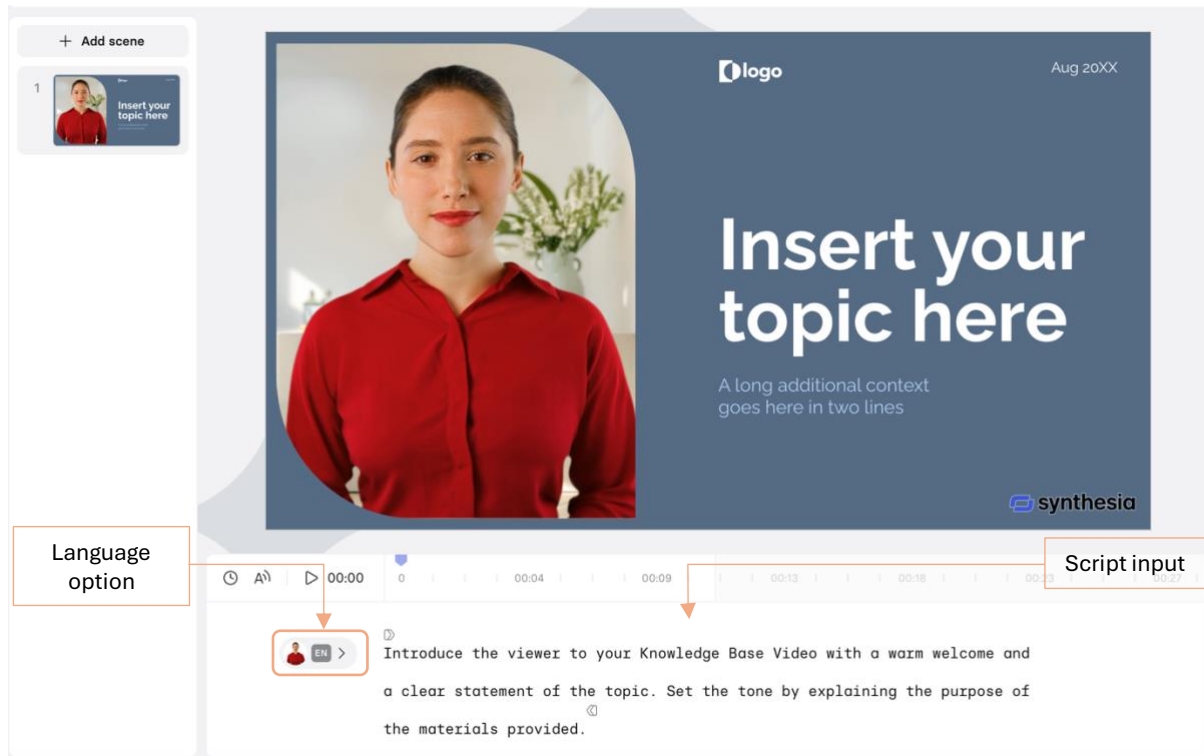 + Add scene
1
Insert your
topic here
logo
Aug 20XX
Insert your
topic here
A long additional context
goes here in two lines
synthesia
Language
option
Script input
00:00
0
00:04
00:09
00:13
00:18
00:23
00:27
EN
Introduce the viewer to your Knowledge Base Video with a warm welcome and
a clear statement of the topic. Set the tone by explaining the purpose of
the materials provided.